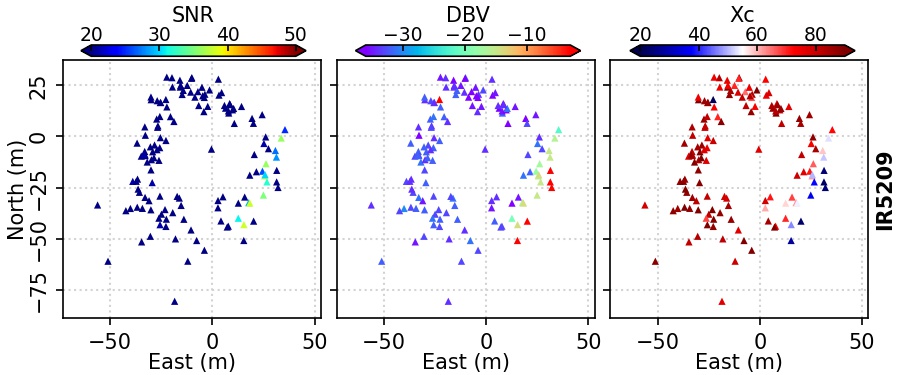 SNR DBV Xc
20 30 40 50 −30 −20 −10 20 40 60 80
25
0
−25
−50
−75
North (m)
−50 0 50 −50 0 50 −50 0 50
East (m) East (m) East (m)
IR5209